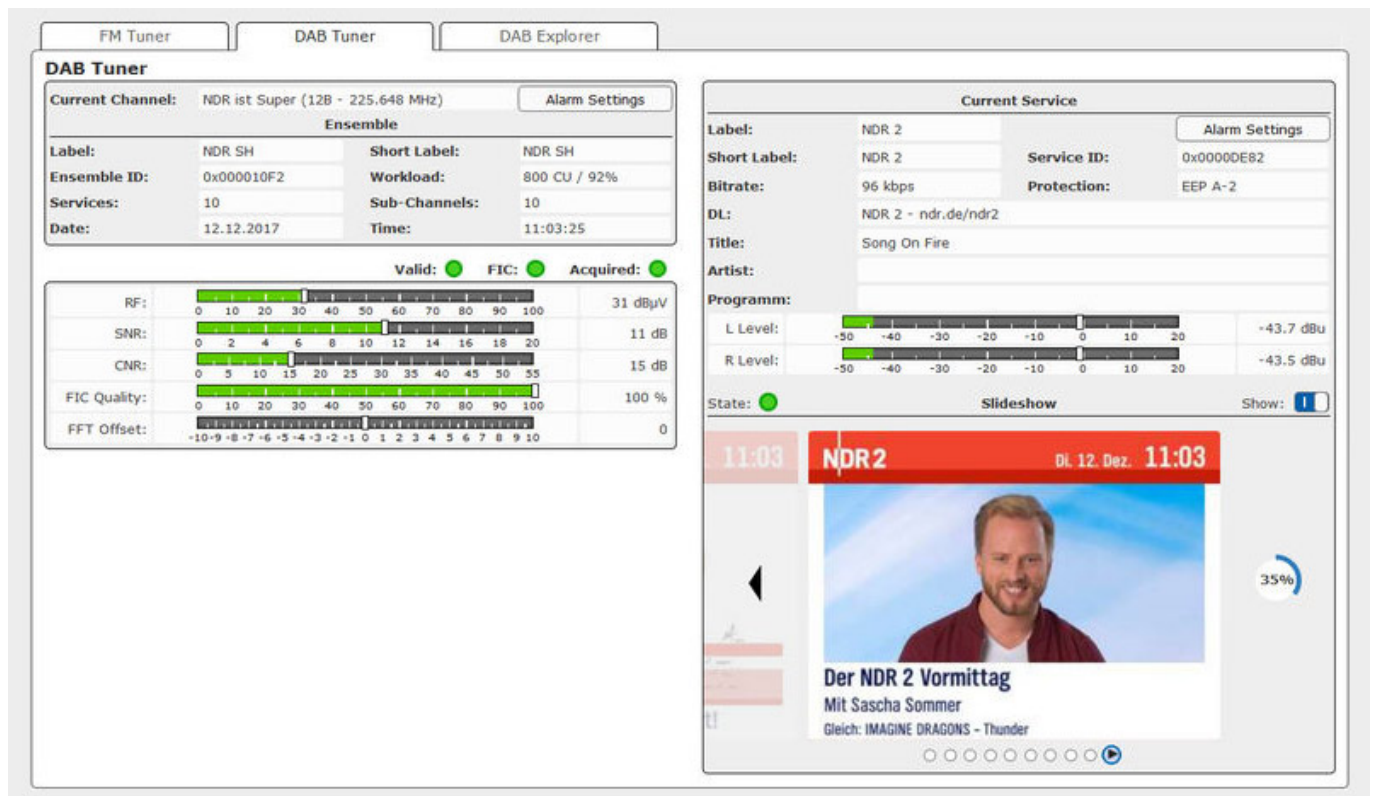 FM Tuner DAB Tuner DAB Explorer
DAB Tuner
Current Channel: NDR ist Super (12B - 225.648 MHz) Alarm Settings
Ensemble
Label: NDR SH Short Label: NDR SH
Ensemble ID: 0x000010F2 Workload: 800 CU / 92%
Services: 10 Sub-Channels: 10
Date: 12.12.2017 Time: 11:03:25
Valid: FIC: Acquired:
RF: 31 dBµV
0 10 20 30 40 50 60 70 80 90 100
SNR: 11 dB
0 2 4 6 8 10 12 14 16 18 20
CNR: 15 dB
0 5 10 15 20 25 30 35 40 45 50 55
FIC Quality: 100 %
0 10 20 30 40 50 60 70 80 90 100
FFT Offset: 0
-10 -9 -8 -7 -6 -5 -4 -3 -2 -1 0 1 2 3 4 5 6 7 8 9 10
Current Service
Label: NDR 2 Alarm Settings
Short Label: NDR 2 Service ID: 0x0000DE82
Bitrate: 96 kbps Protection: EEP A-2
DL: NDR 2 - ndr.de/ndr2
Title: Song On Fire
Artist:
Programm:
L Level: -43.7 dBu
-50 -40 -30 -20 -10 0 10 20
R Level: -43.5 dBu
-50 -40 -30 -20 -10 0 10 20
State: Slideshow Show: I
11:03 NDR 2 Di. 12. Dez. 11:03
35%
Der NDR 2 Vormittag
Mit Sascha Sommer
Gleich: IMAGINE DRAGONS - Thunder